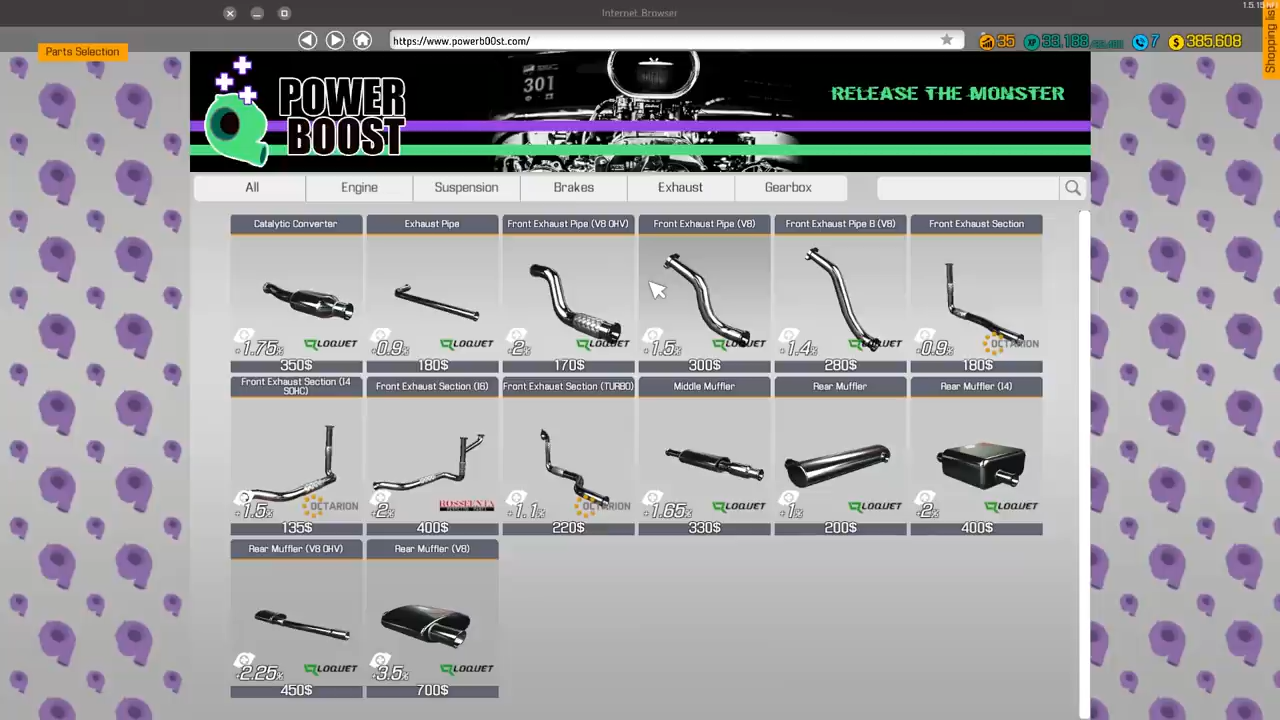 1.5.15
Internet Browser
Parts Selection
https://www.powerb00st.com/
35
XP
7
$
385,608
Shopping list
301
POWER
BOOST
RELEASE THE MONSTER
All
Engine
Suspension
Brakes
Exhaust
Gearbox
Catalytic Converter
Exhaust Pipe
Front Exhaust Pipe (V8 OHV)
Front Exhaust Pipe (V8)
Front Exhaust Pipe B (V8)
Front Exhaust Section
+1.75%
LOQUET
+0.9%
LOQUET
+2%
LOQUET
+1.5%
LOQUET
+1.4%
LOQUET
+0.9%
OCTARION
350$
180$
170$
300$
280$
180$
Front Exhaust Section (I4
SOHC)
Front Exhaust Section (I6)
Front Exhaust Section (TURBO)
Middle Muffler
Rear Muffler
Rear Muffler (I4)
+1.5%
OCTARION
+2%
+1.1%
OCTARION
+1.65%
LOQUET
+1%
LOQUET
+2%
LOQUET
135$
400$
220$
330$
200$
400$
Rear Muffler (V8 OHV)
Rear Muffler (V8)
+2.25%
LOQUET
+3.5%
LOQUET
450$
700$